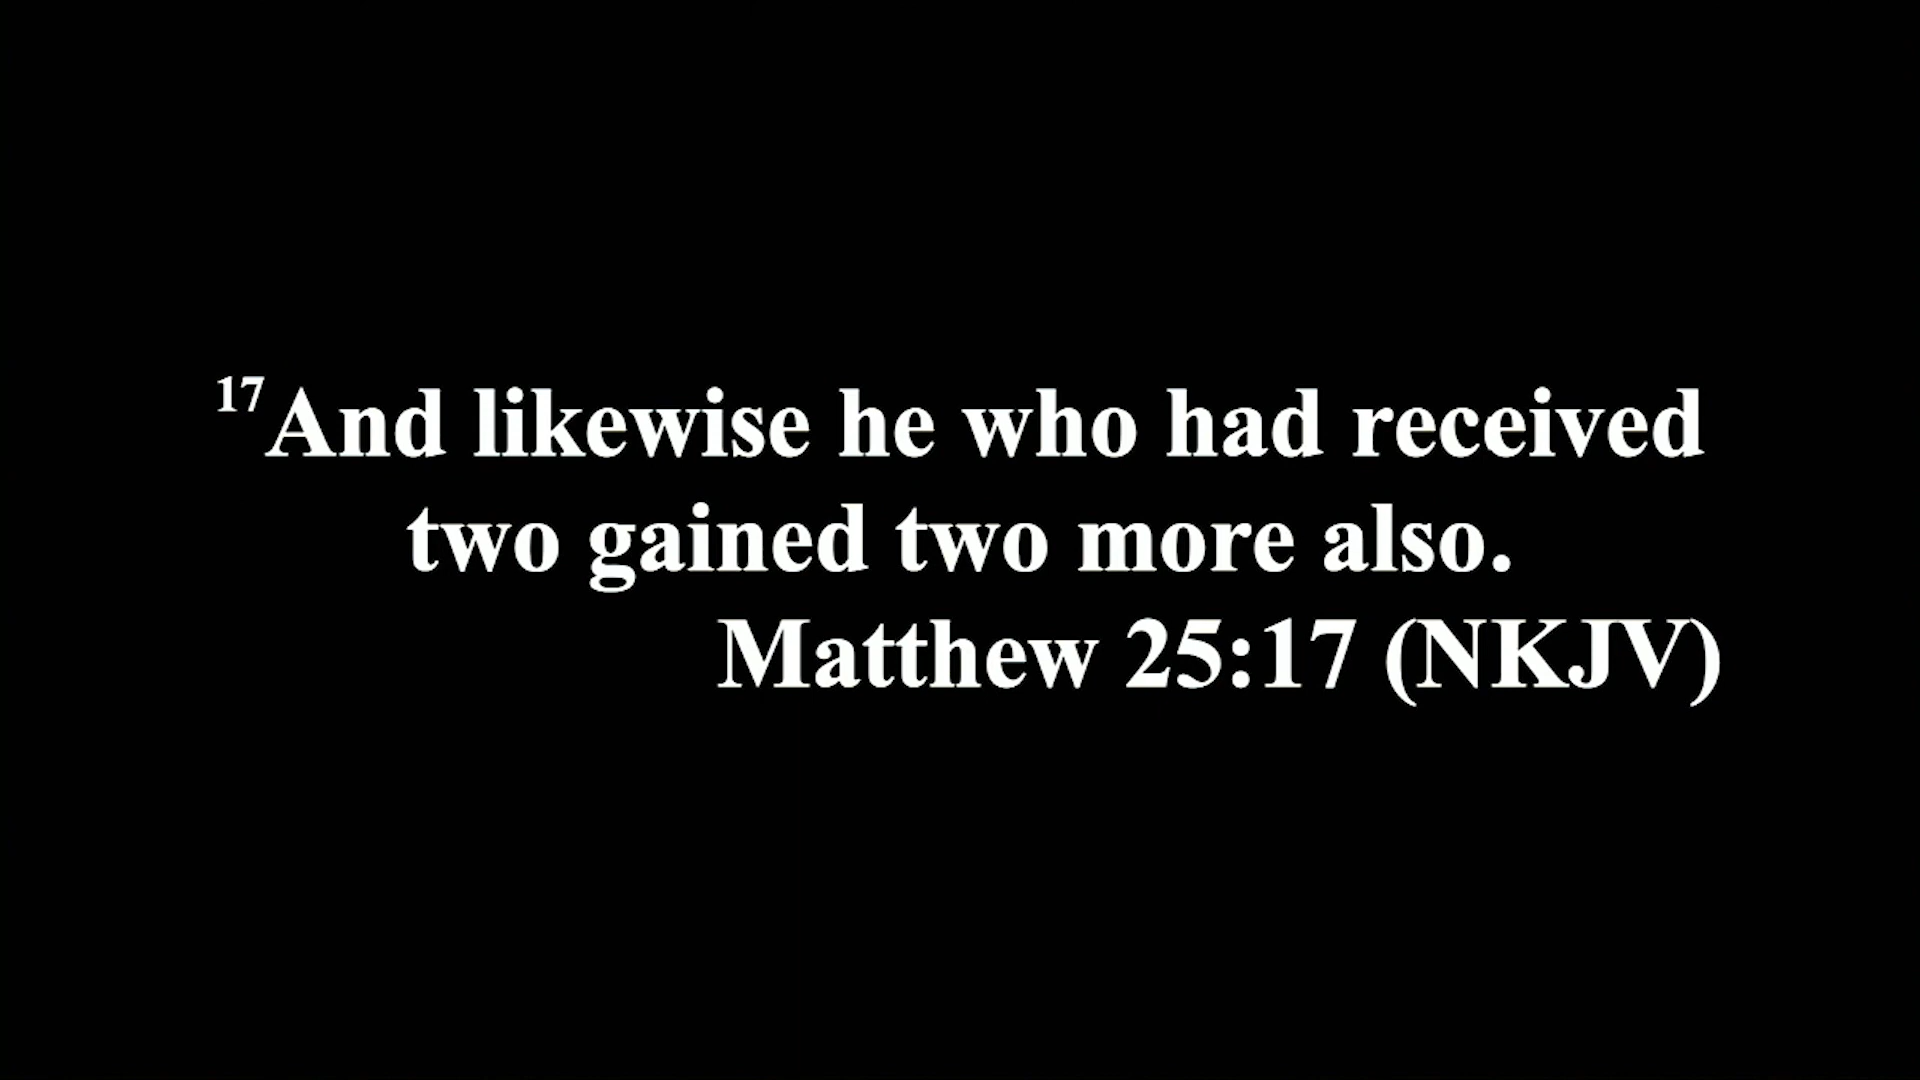 17And likewise he who had received
two gained two more also.
Matthew 25:17 (NKJV)